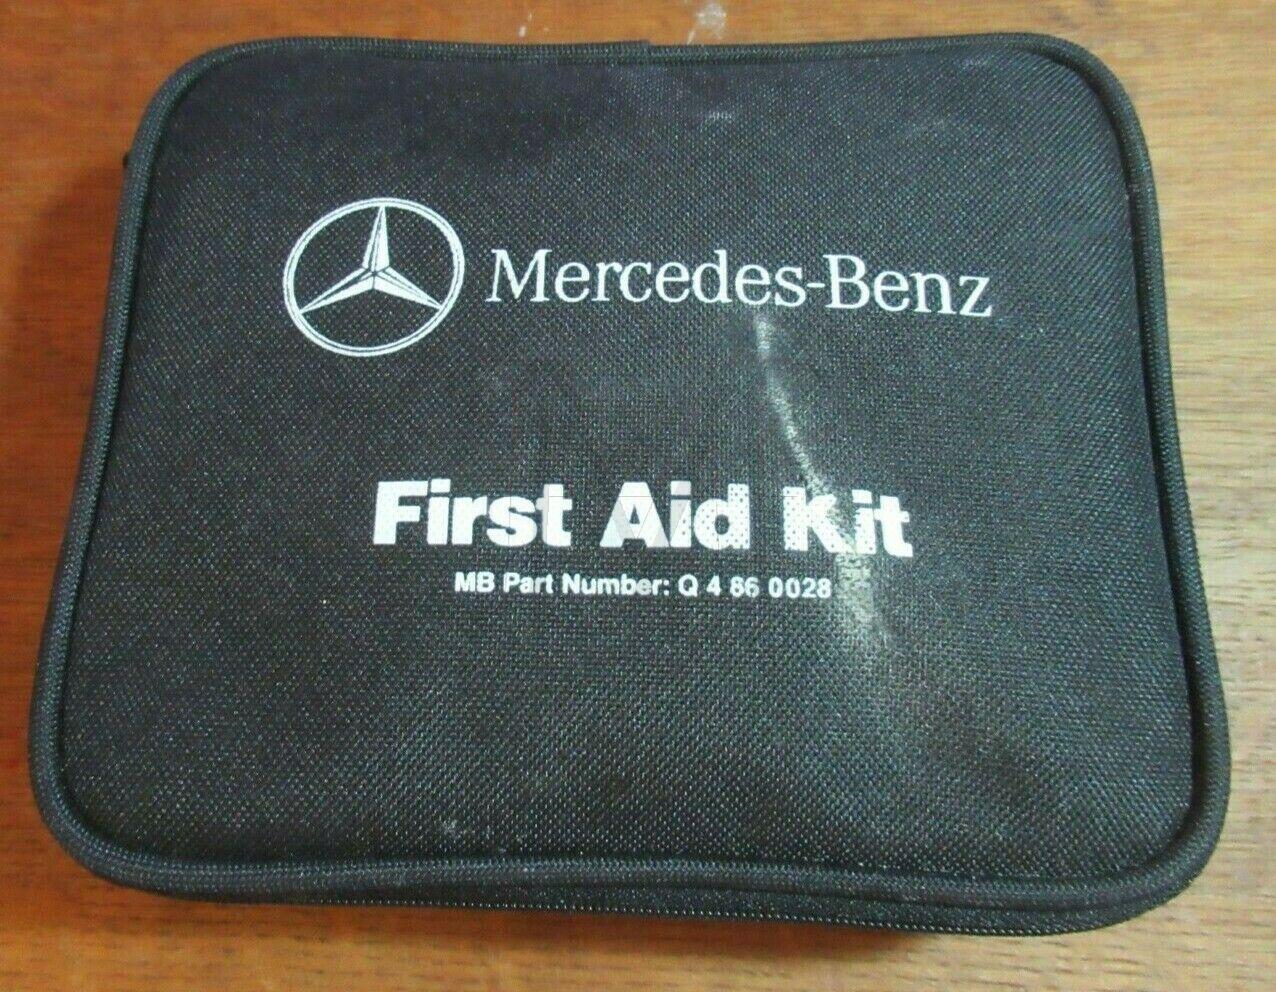 Mercedes-Benz
First Aid Kit
MB Part Number: Q 4 86 0028